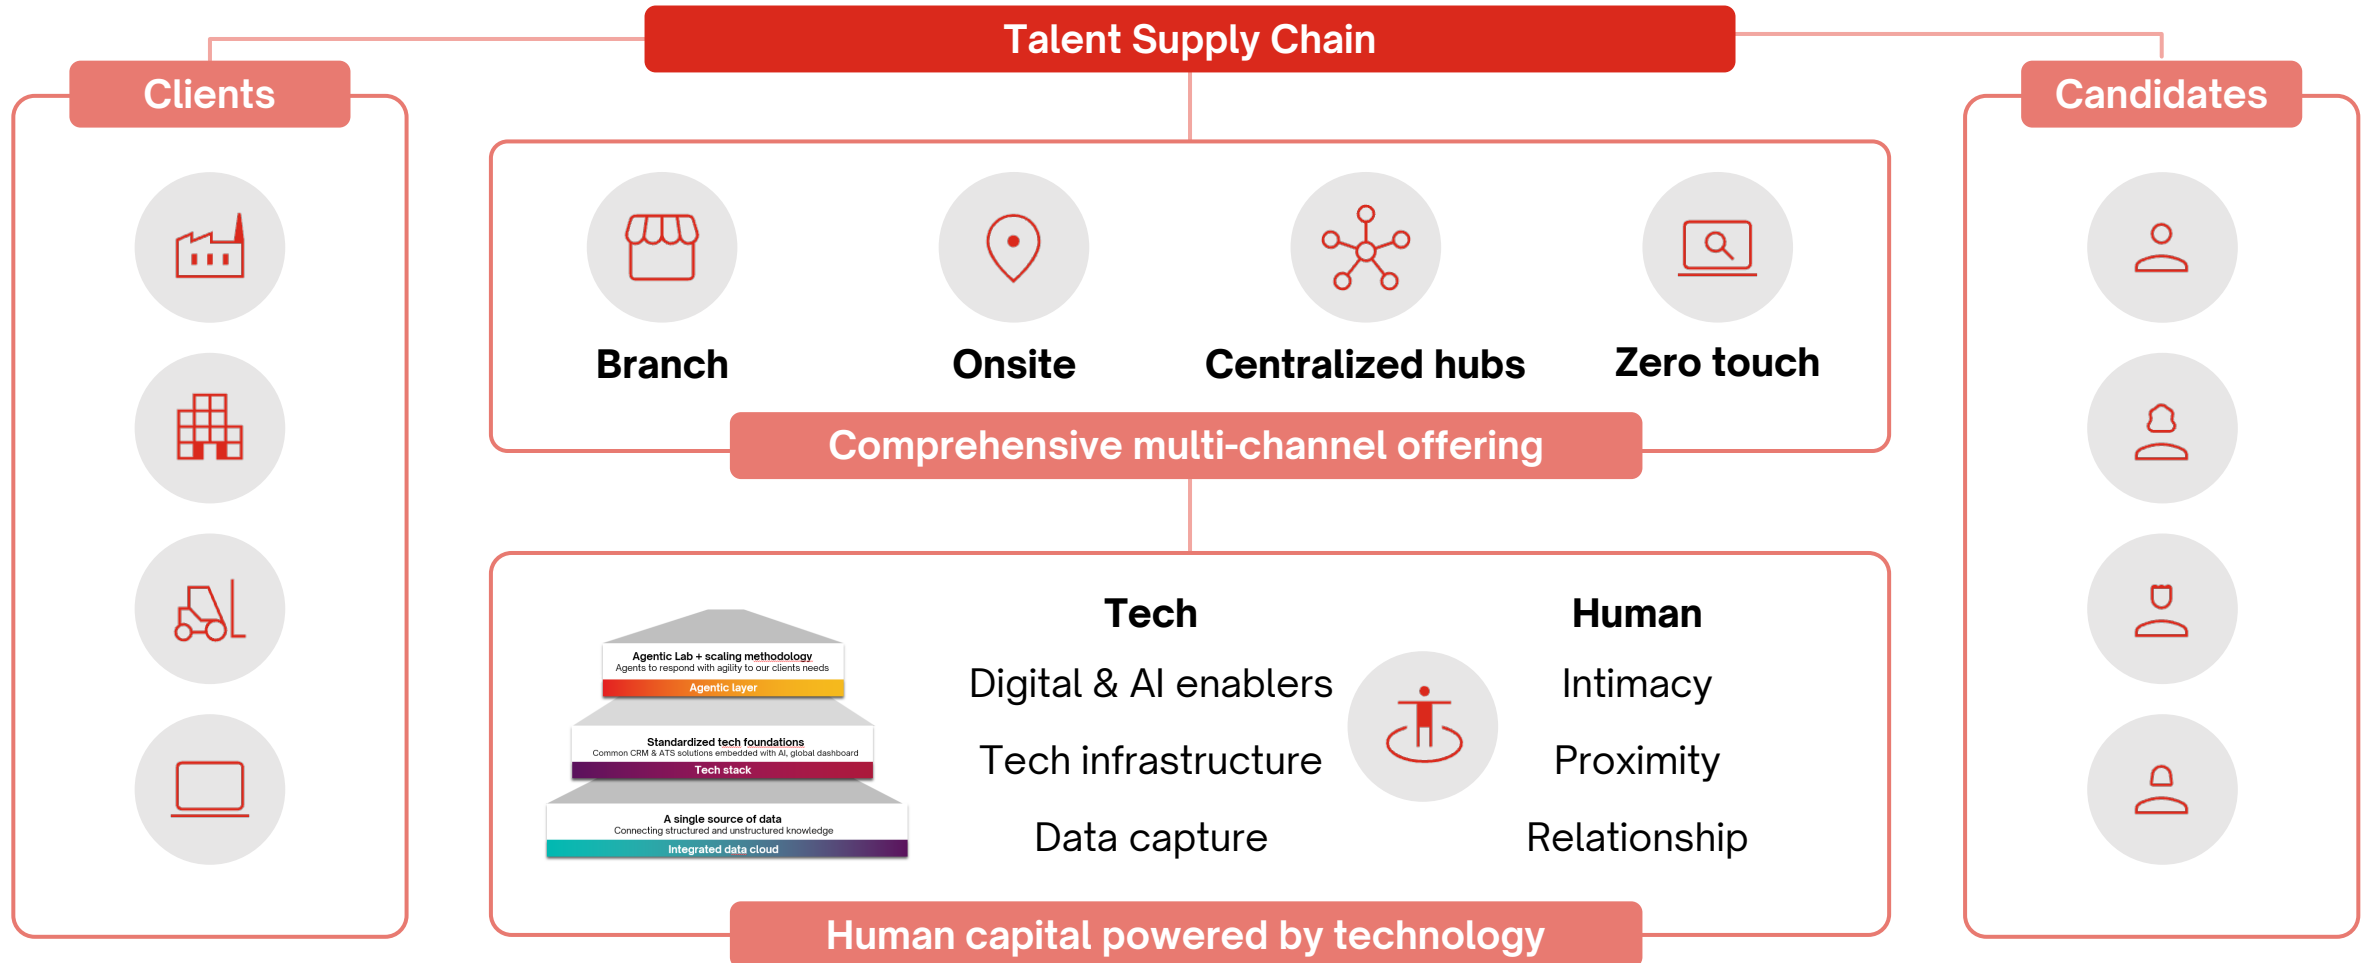 Talent Supply Chain
Clients
Candidates
Branch
Onsite
Centralized hubs
Zero touch
Comprehensive multi-channel offering
Agentic Lab + scaling methodology
Agents to respond with agility to our clients needs
Agentic layer
Standardized tech foundations
Common CRM & ATS solutions embedded with AI, global dashboard
Tech stack
A single source of data
Connecting structured and unstructured knowledge
Integrated data cloud
Tech
Digital & AI enablers
Tech infrastructure
Data capture
Human
Intimacy
Proximity
Relationship
Human capital powered by technology